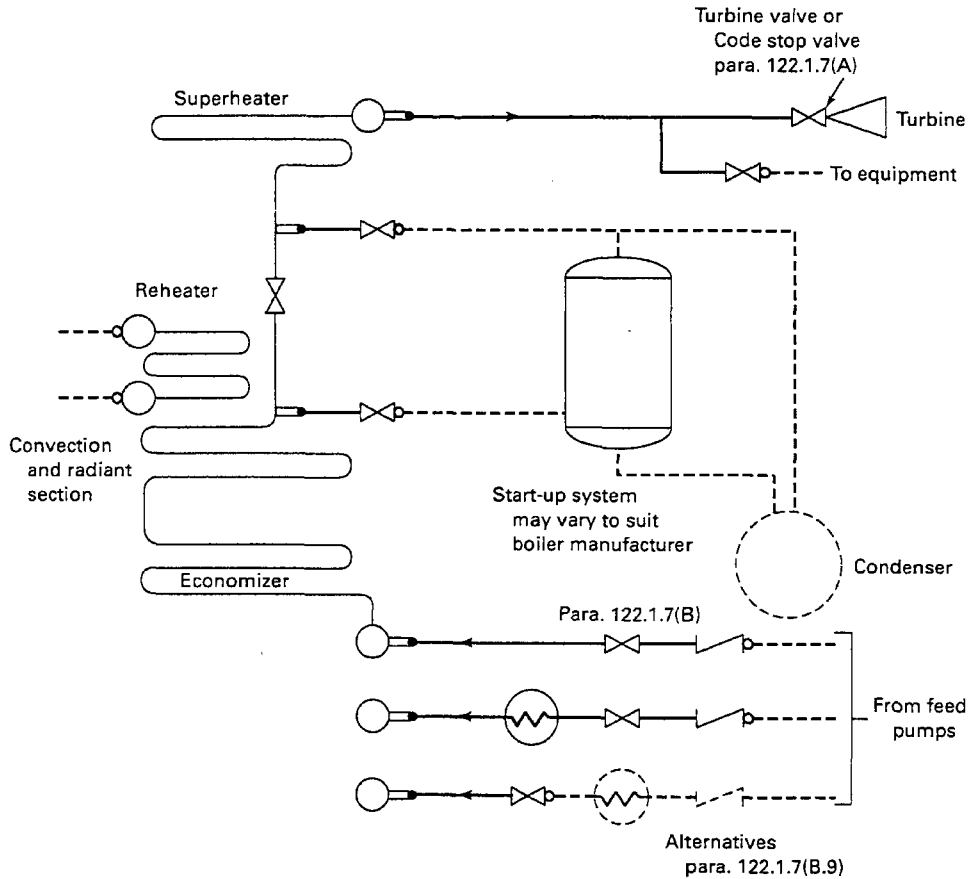 Turbine valve or
Code stop valve
para. 122.1.7(A)
Superheater
Turbine
To equipment
Reheater
Convection
and radiant
section
Start-up system
may vary to suit
boiler manufacturer
Condenser
Economizer
Para. 122.1.7(B)
From feed
pumps
Alternatives
para. 122.1.7(B.9)